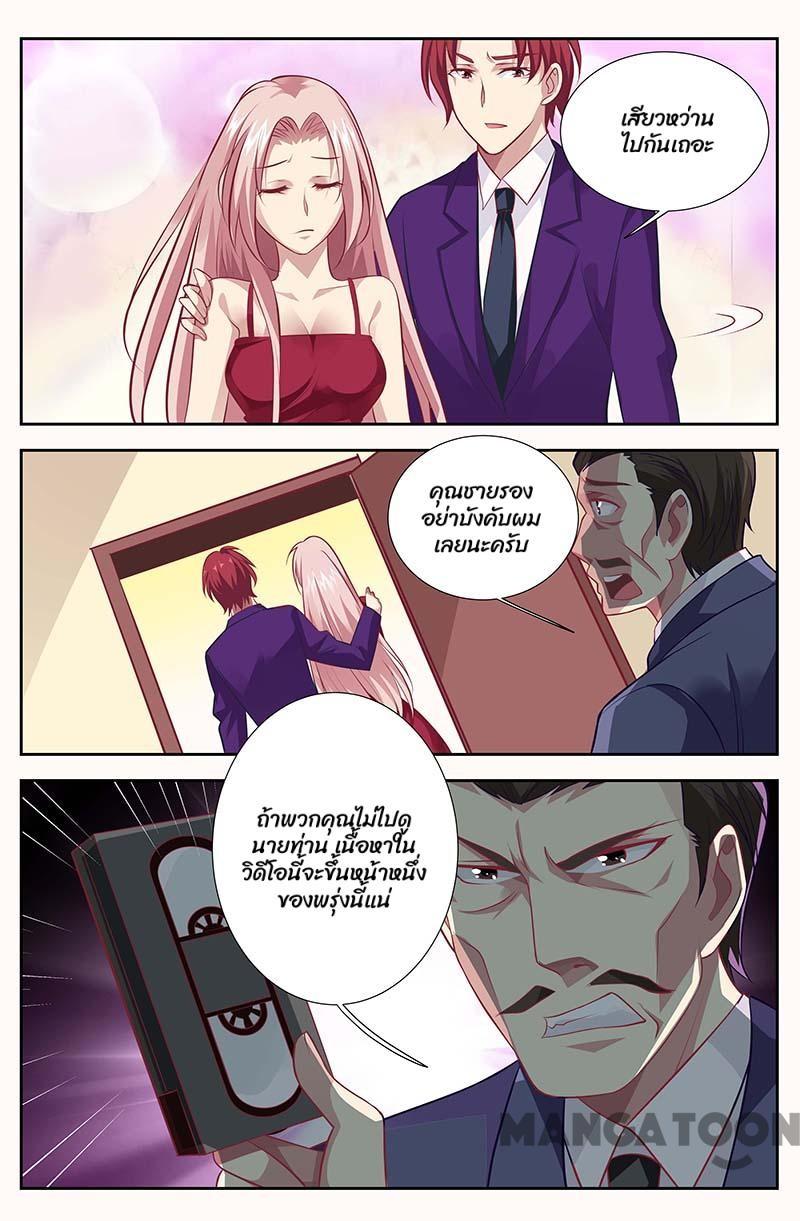 เสี่ยวหว่าน
ไปกันเถอะ
คุณชายรอง
อย่าบังคับผม
เลยนะครับ
ถ้าพวกคุณไม่ไปดู
นายท่าน เนื้อหาใน
วิดีโอนี้จะขึ้นหน้าหนึ่ง
ของพรุ่งนี้แน่
MANGATOON